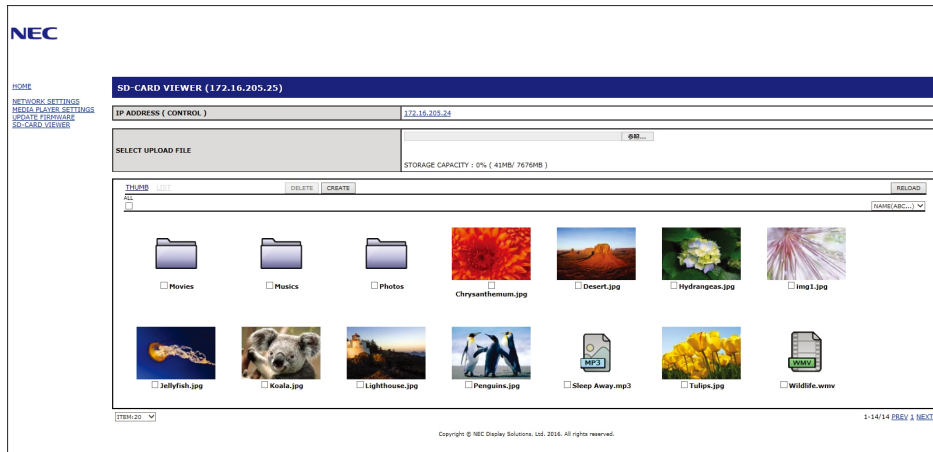 NEC
HOME
NETWORK SETTINGS
MEDIA PLAYER SETTINGS
UPDATE FIRMWARE
SD-CARD VIEWER
SD-CARD VIEWER (172.16.205.25)
IP ADDRESS ( CONTROL ) 172.16.205.24
SELECT UPLOAD FILE 参照...
STORAGE CAPACITY : 0% ( 41MB/ 7676MB )
THUMB LIST DELETE CREATE RELOAD
ALL
NAME(ABC...)
Movies Musics Photos Chrysanthemum.jpg Desert.jpg Hydrangeas.jpg img1.jpg
MP3 WMV
Jellyfish.jpg Koala.jpg Lighthouse.jpg Penguins.jpg Sleep Away.mp3 Tulips.jpg Wildlife.wmv
ITEM:20 1-14/14 PREV 1 NEXT
Copyright © NEC Display Solutions, Ltd. 2016. All rights reserved.